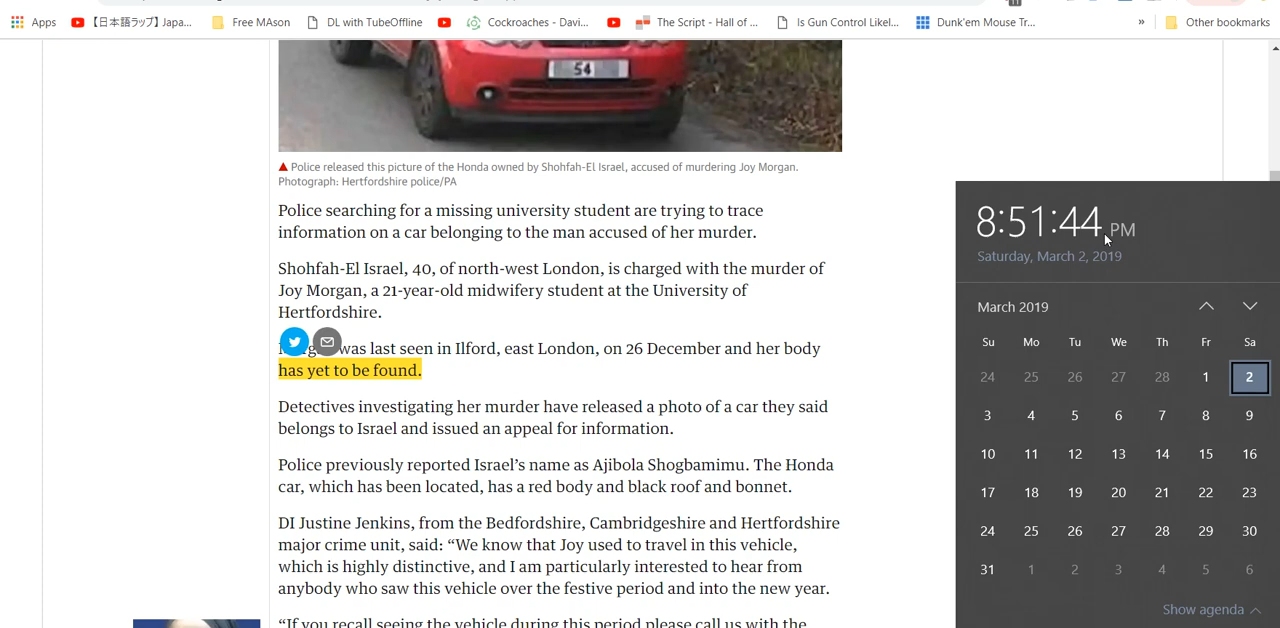 Apps
【日本語ラップ】Japa...
Free MAson
DL with TubeOffline
Cockroaches - Davi...
The Script - Hall of ...
Is Gun Control Likel...
Dunk'em Mouse Tr...
»
Other bookmarks
54
▲ Police released this picture of the Honda owned by Shohfah-El Israel, accused of murdering Joy Morgan.
Photograph: Hertfordshire police/PA
Police searching for a missing university student are trying to trace
information on a car belonging to the man accused of her murder.
Shohfah-El Israel, 40, of north-west London, is charged with the murder of
Joy Morgan, a 21-year-old midwifery student at the University of
Hertfordshire.
was last seen in Ilford, east London, on 26 December and her body
has yet to be found.
Detectives investigating her murder have released a photo of a car they said
belongs to Israel and issued an appeal for information.
Police previously reported Israel’s name as Ajibola Shogbamimu. The Honda
car, which has been located, has a red body and black roof and bonnet.
DI Justine Jenkins, from the Bedfordshire, Cambridgeshire and Hertfordshire
major crime unit, said: “We know that Joy used to travel in this vehicle,
which is highly distinctive, and I am particularly interested to hear from
anybody who saw this vehicle over the festive period and into the new year.
“If you recall seeing the vehicle during this period please call us with the
8:51:44 PM
Saturday, March 2, 2019
March 2019
Su Mo Tu We Th Fr Sa
24 25 26 27 28 1 2
3 4 5 6 7 8 9
10 11 12 13 14 15 16
17 18 19 20 21 22 23
24 25 26 27 28 29 30
31 1 2 3 4 5 6
Show agenda